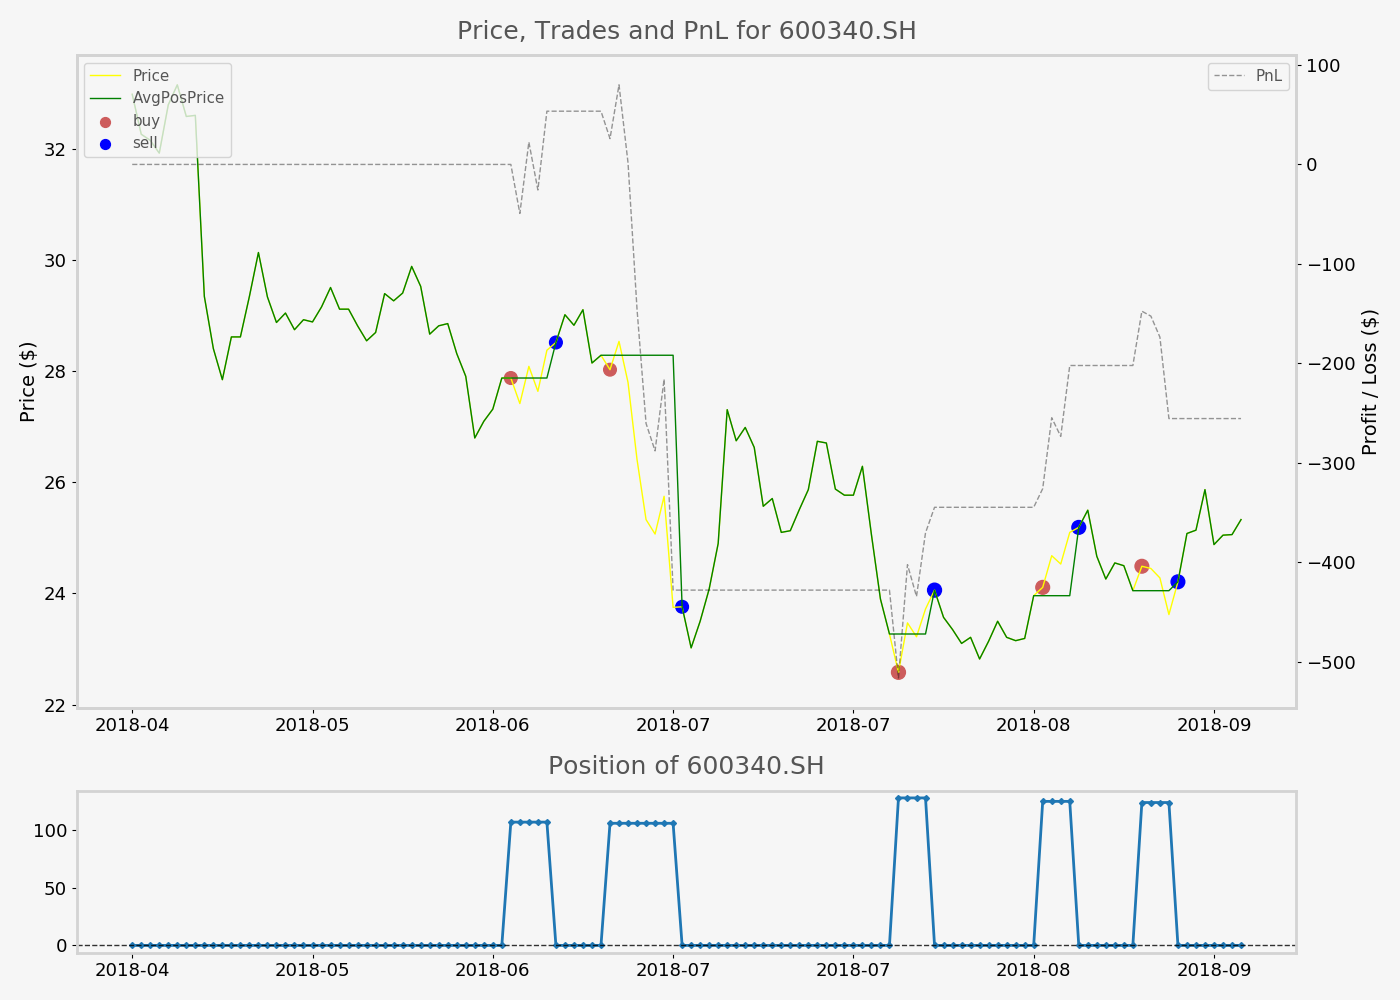 Price, Trades and PnL for 600340.SH
Price
AvgPosPrice
buy
sell
PnL
Price ($)
32
30
28
26
24
22
100
0
−100
−200
−300
−400
−500
Profit / Loss ($)
2018-04 2018-05 2018-06 2018-07 2018-07 2018-08 2018-09
Position of 600340.SH
100
50
0
2018-04 2018-05 2018-06 2018-07 2018-07 2018-08 2018-09